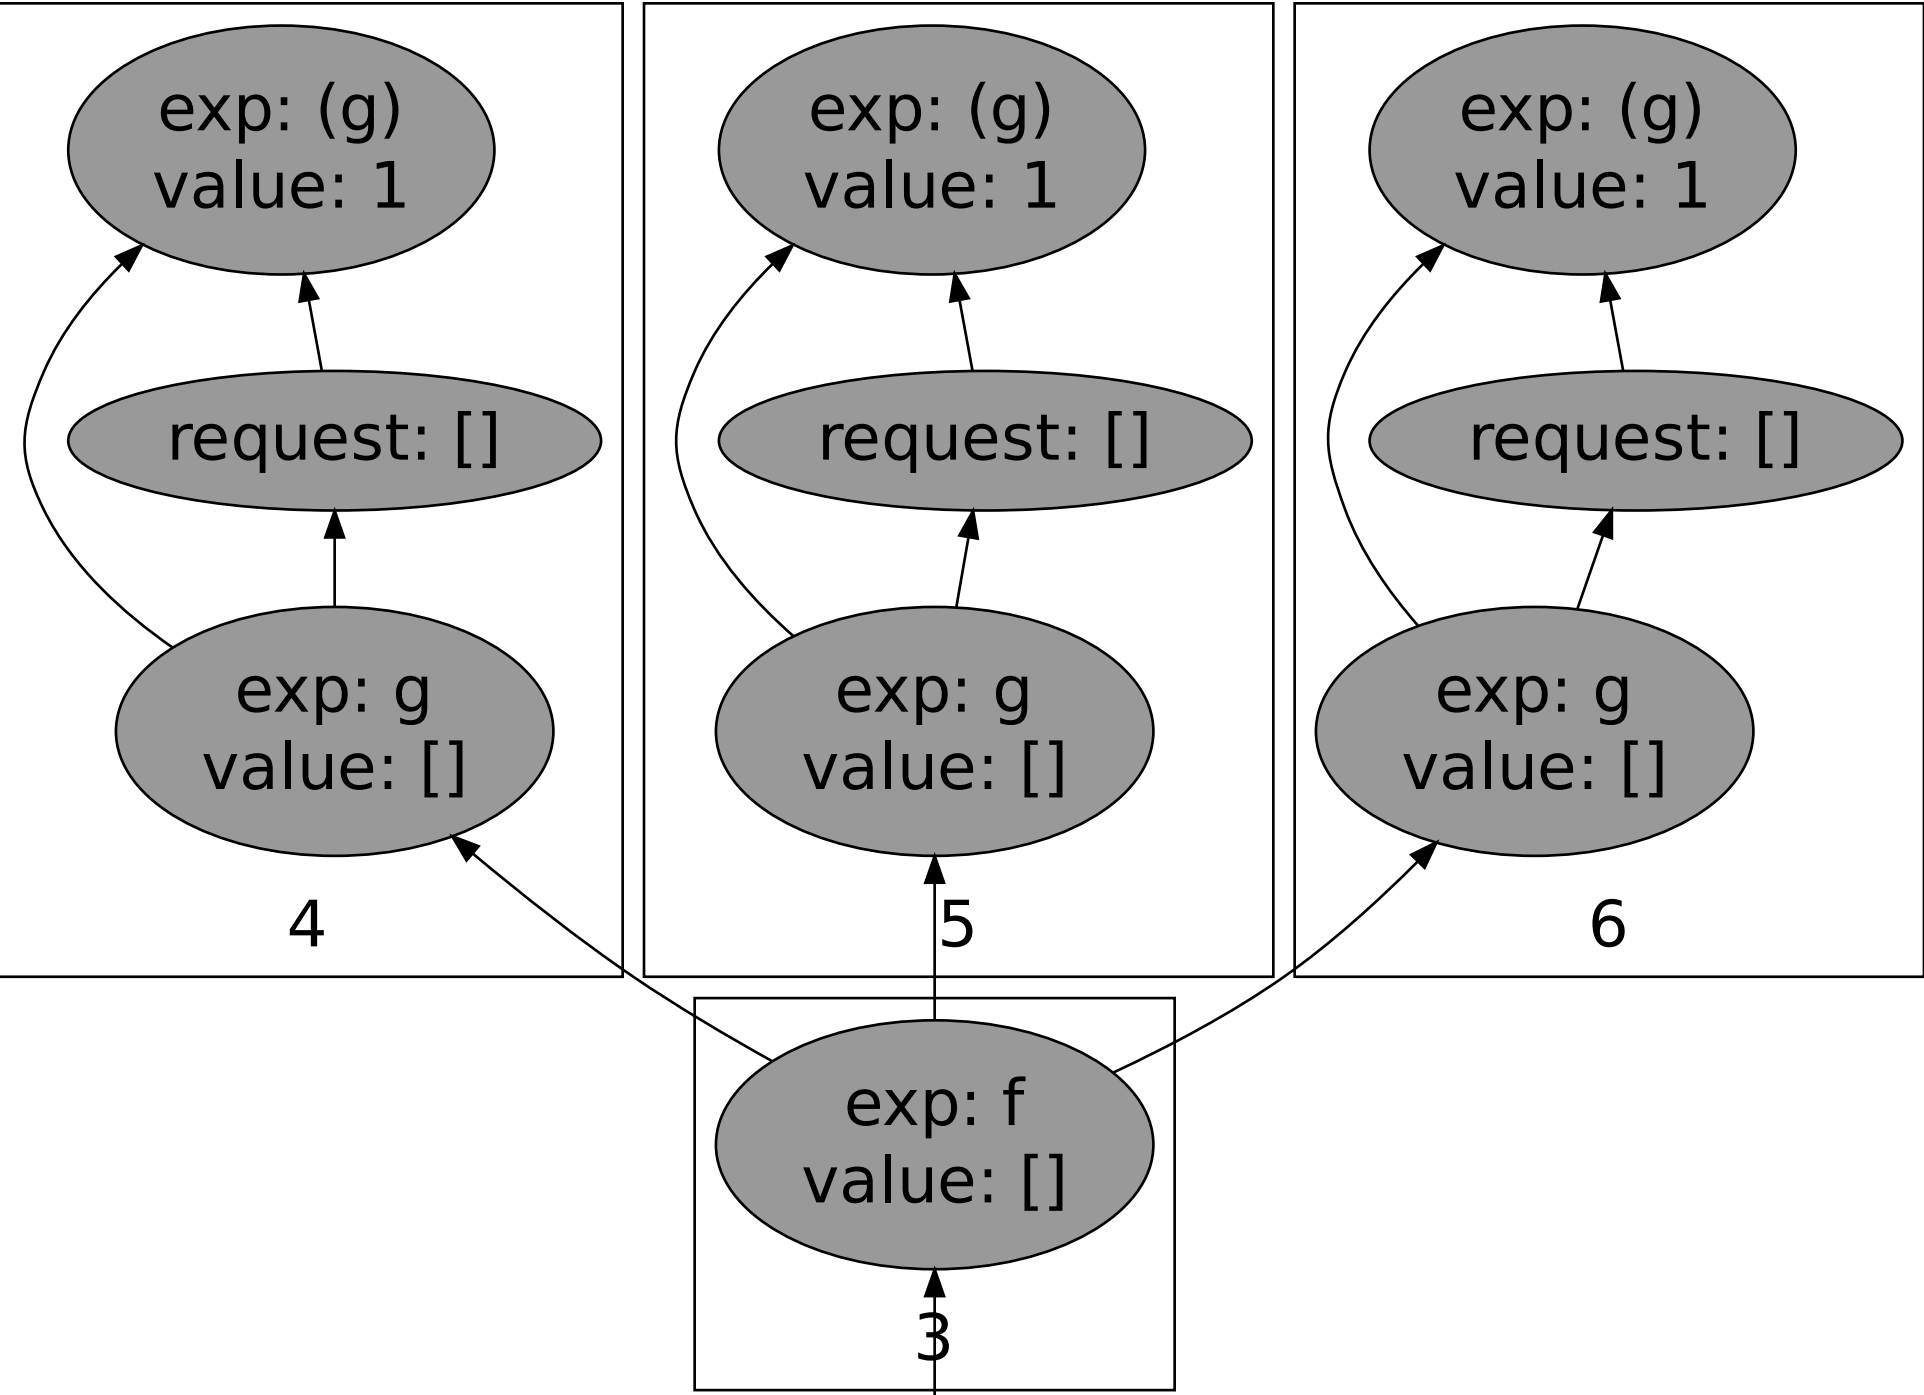 exp: (g)
value: 1
exp: (g)
value: 1
exp: (g)
value: 1
request: []
request: []
request: []
exp: g
value: []
exp: g
value: []
exp: g
value: []
4
5
6
exp: f
value: []
3